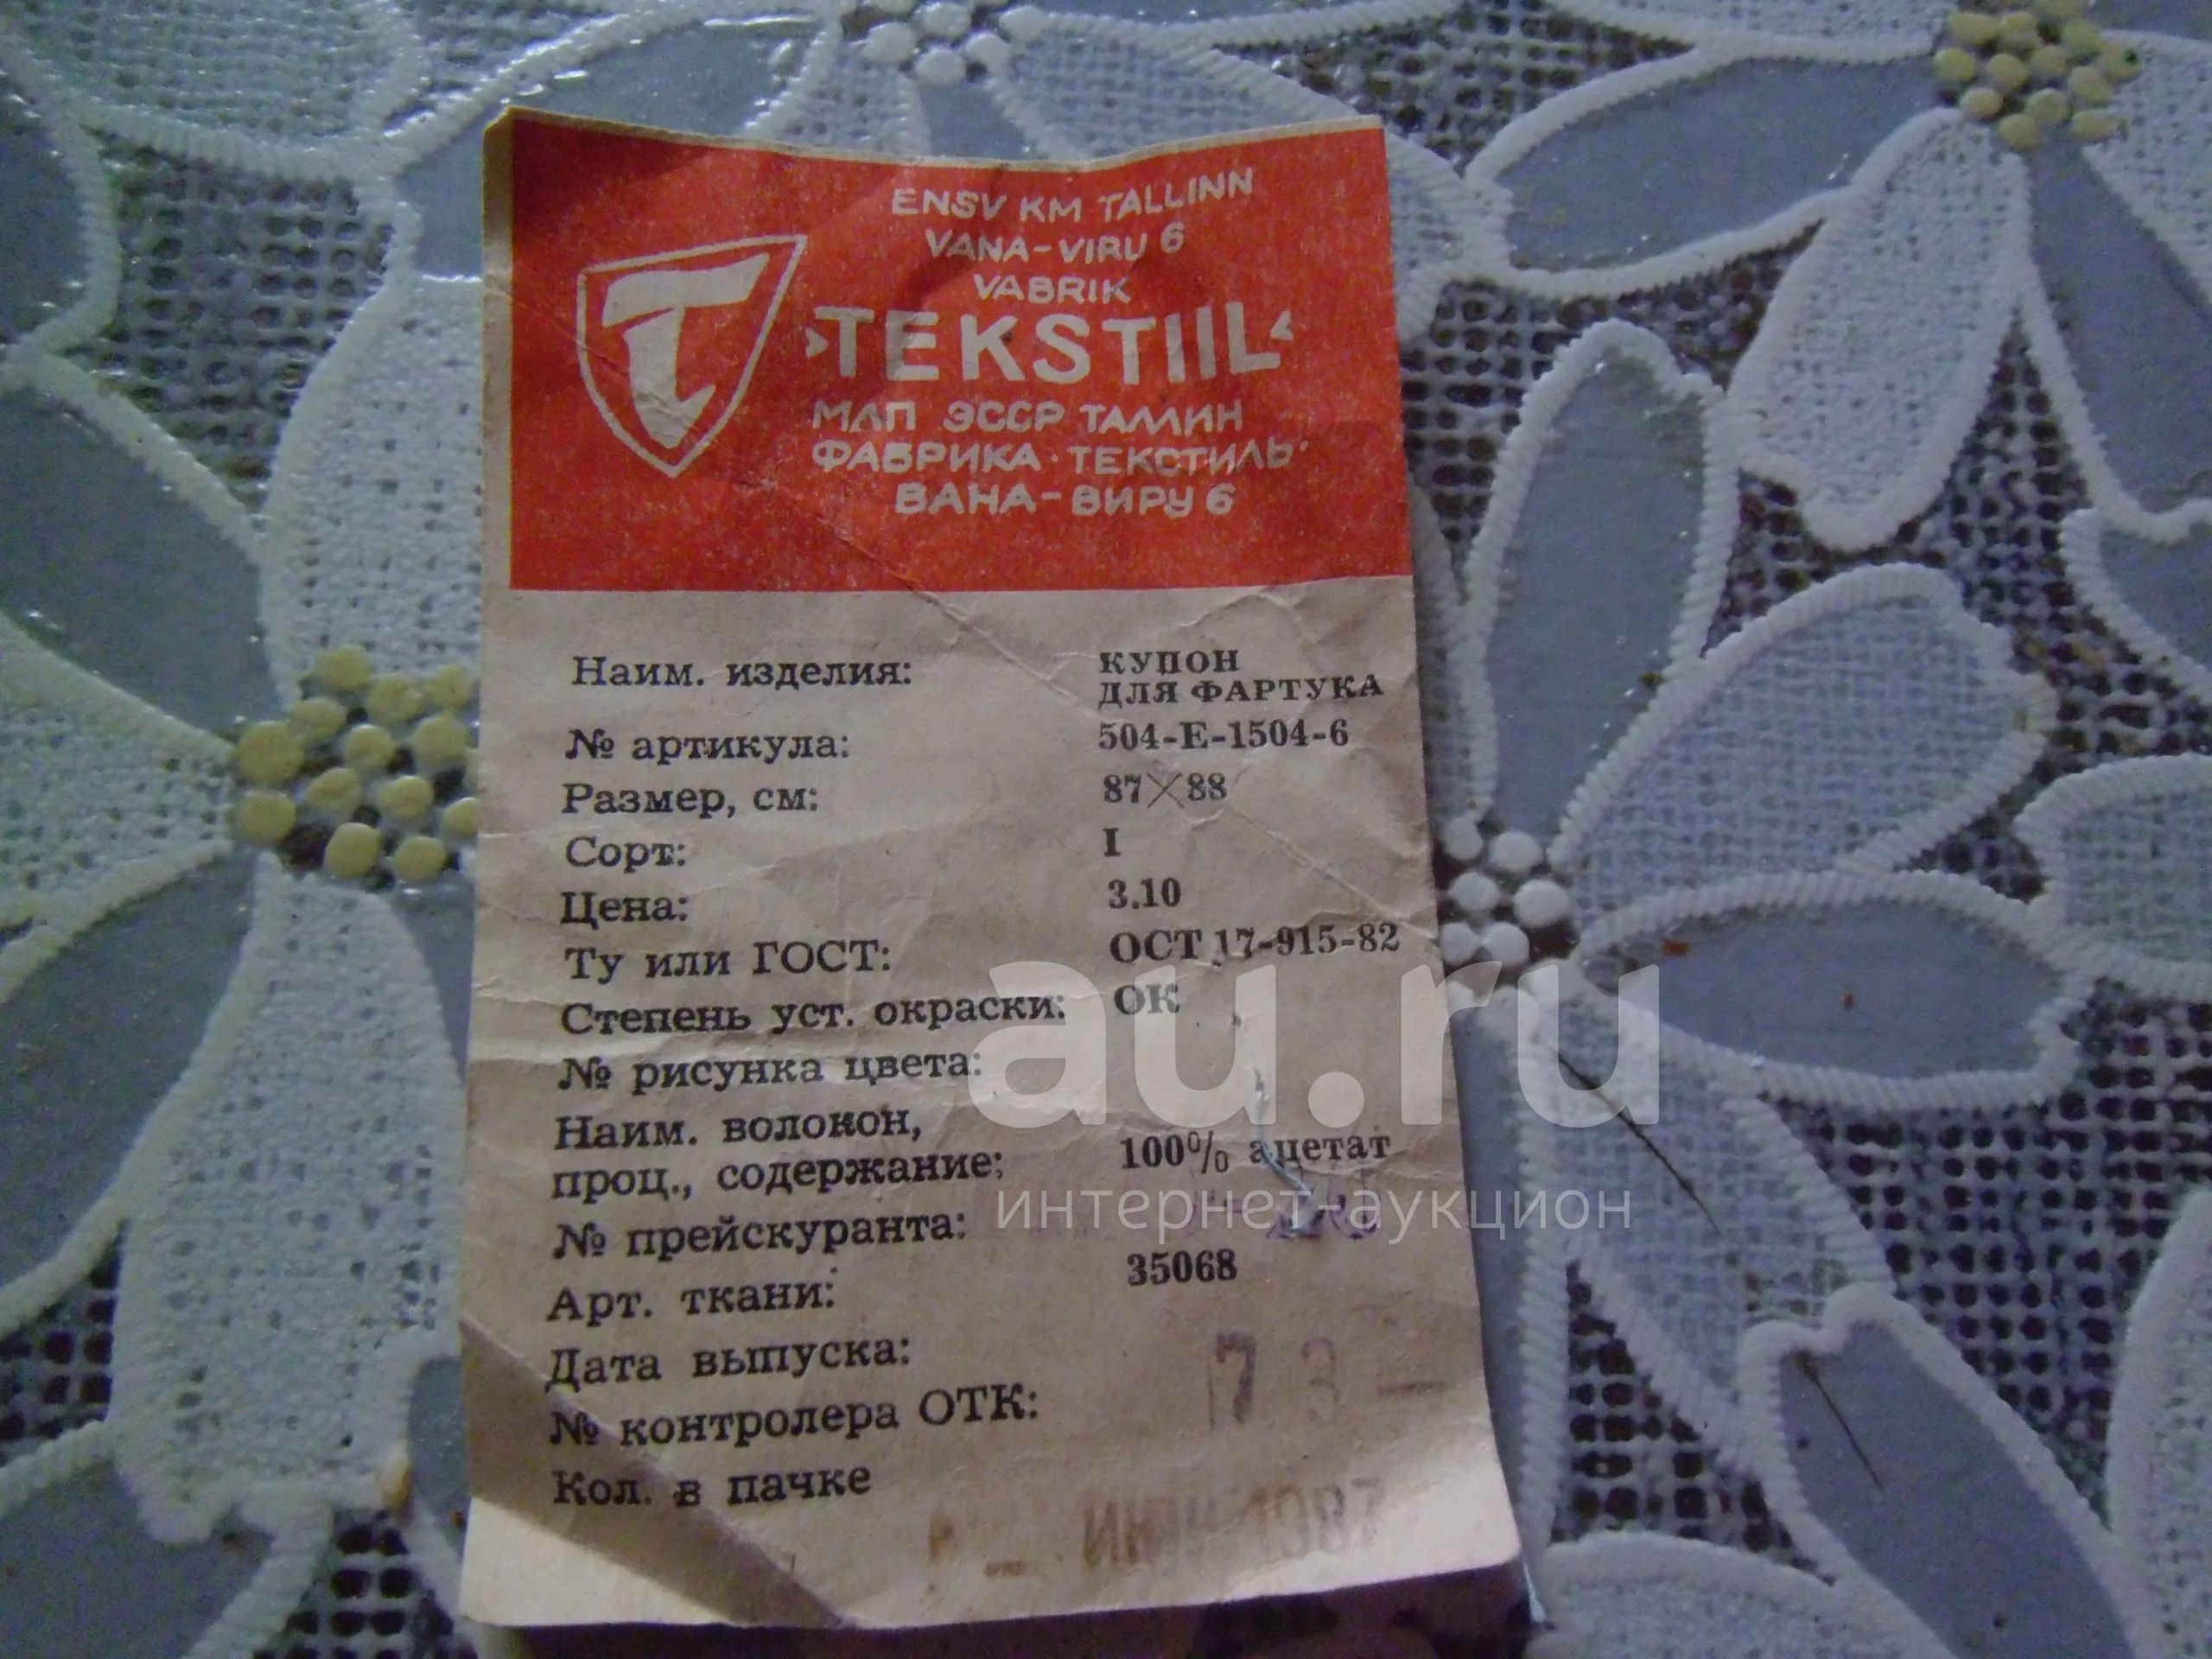 ENSV KM TALLINN
VANA-VIRU 6
VABRIK
›TEKSTIIL‹
МЛП ЭССР ТАЛЛИН
ФАБРИКА·ТЕКСТИЛЬ·
ВАНА-ВИРУ 6
Наим. изделия: КУПОН
ДЛЯ ФАРТУКА
№ артикула: 504-Е-1504-6
Размер, см: 87×88
Сорт: I
Цена: 3.10
Ту или ГОСТ: ОСТ 17-915-82
Степень уст. окраски: ОК
№ рисунка цвета:
Наим. волокон,
проц., содержание: 100% ацетат
№ прейскуранта:
Арт. ткани: 35068
Дата выпуска:
№ контролера ОТК: 73-
Кол. в пачке
au.ru
интернет-аукцион